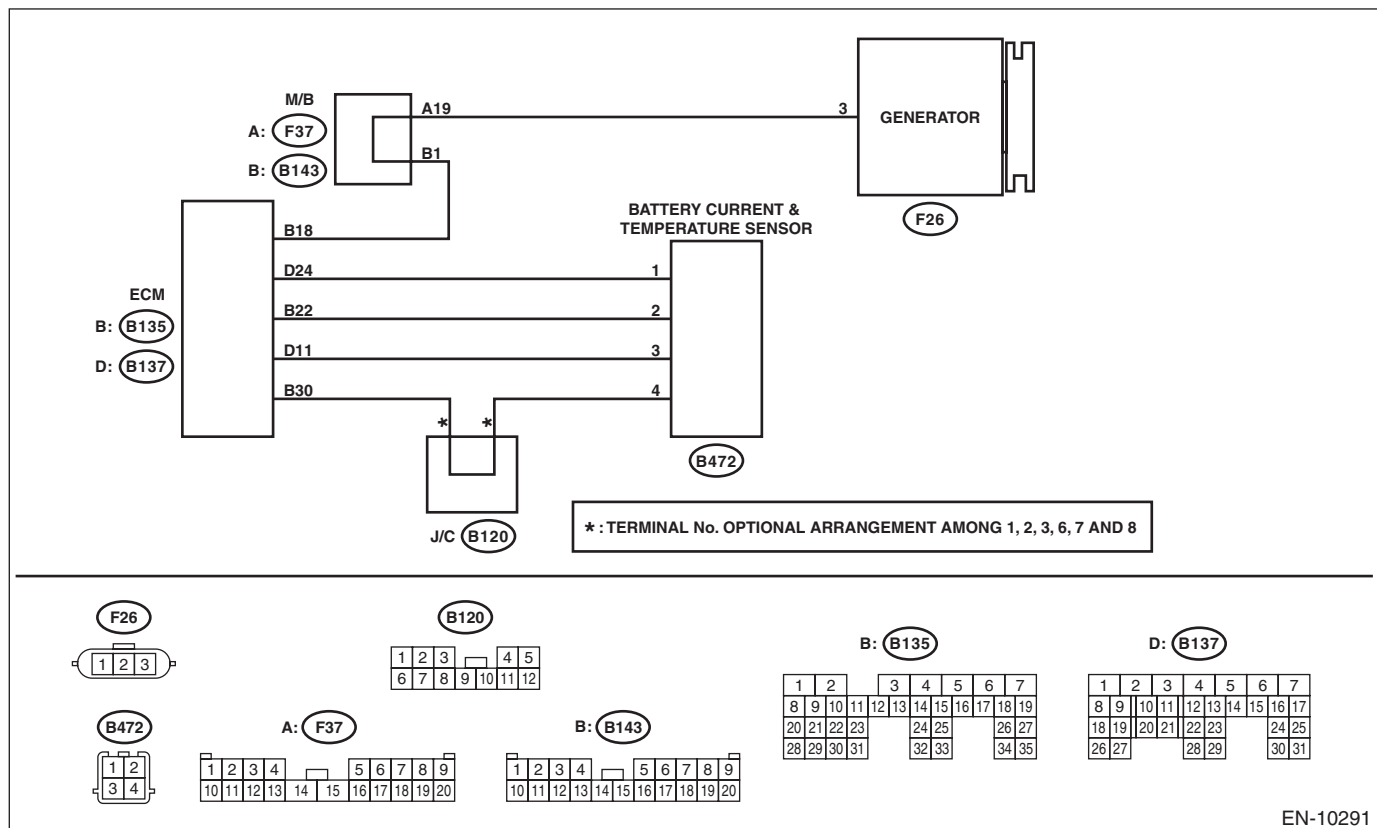 M/B
A: F37
B: B143
A19
B1
3
GENERATOR
F26
BATTERY CURRENT &
TEMPERATURE SENSOR
ECM
B: B135
D: B137
B18
D24
B22
D11
B30
1
2
3
4
B472
* *
J/C B120
* : TERMINAL No. OPTIONAL ARRANGEMENT AMONG 1, 2, 3, 6, 7 AND 8
F26
1 2 3
B120
1 2 3 4 5
6 7 8 9 10 11 12
B: B135
1 2 3 4 5 6 7
8 9 10 11 12 13 14 15 16 17 18 19
20 21 22 23 24 25 26 27
28 29 30 31 32 33 34 35
D: B137
1 2 3 4 5 6 7
8 9 10 11 12 13 14 15 16 17
18 19 20 21 22 23 24 25
26 27 28 29 30 31
B472
1 2
3 4
A: F37
1 2 3 4 5 6 7 8 9
10 11 12 13 14 15 16 17 18 19 20
B: B143
1 2 3 4 5 6 7 8 9
10 11 12 13 14 15 16 17 18 19 20
EN-10291